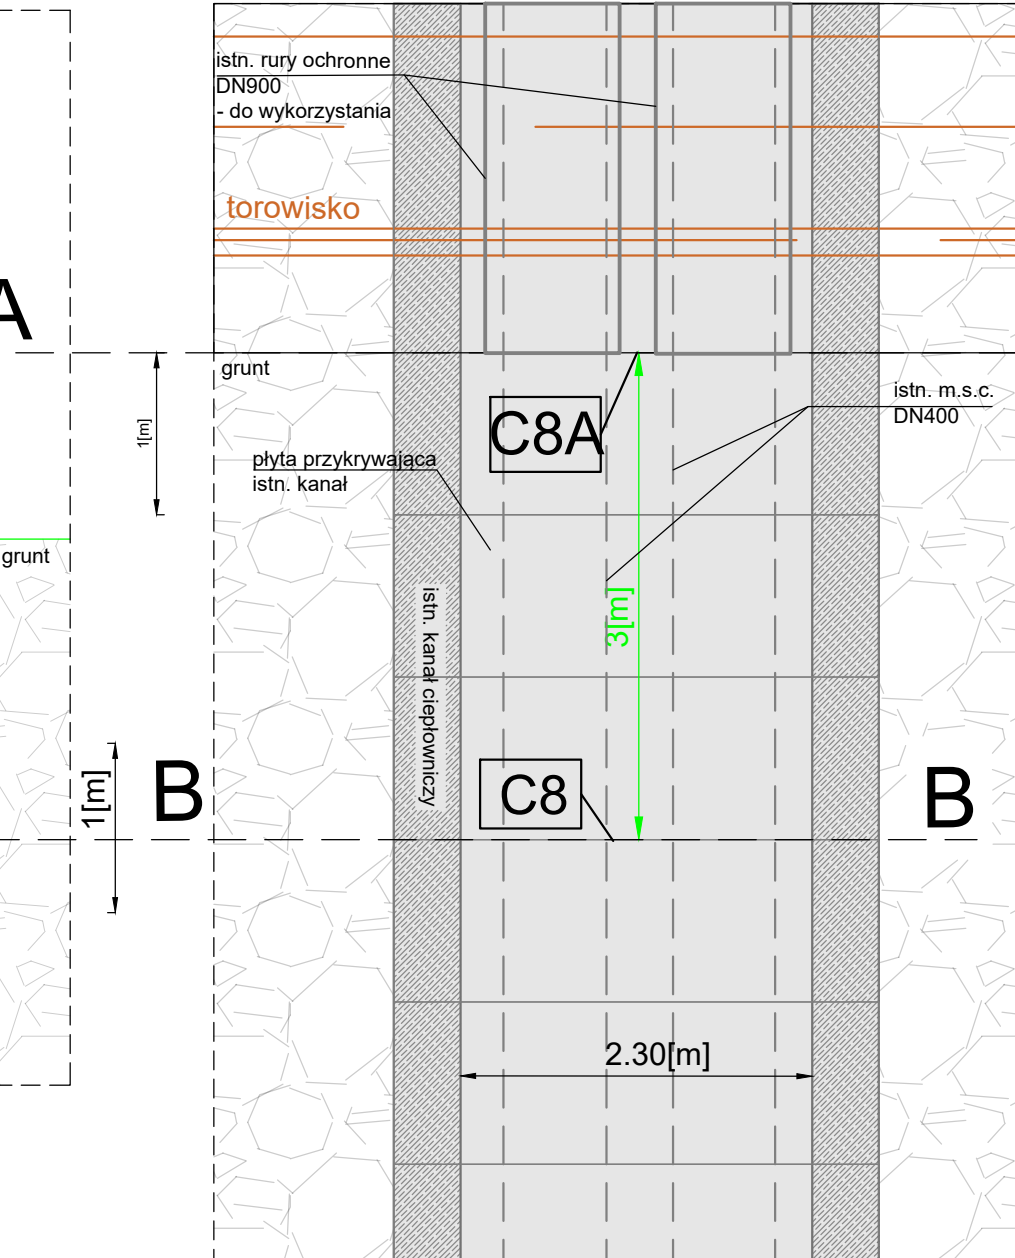 istn. rury ochronne
DN900
- do wykorzystania
torowisko
A
grunt
1[m]
C8A
istn. m.s.c.
DN400
płyta przykrywająca
istn. kanał
grunt
istn. kanał ciepłowniczy
3[m]
1[m]
B
C8
B
2.30[m]